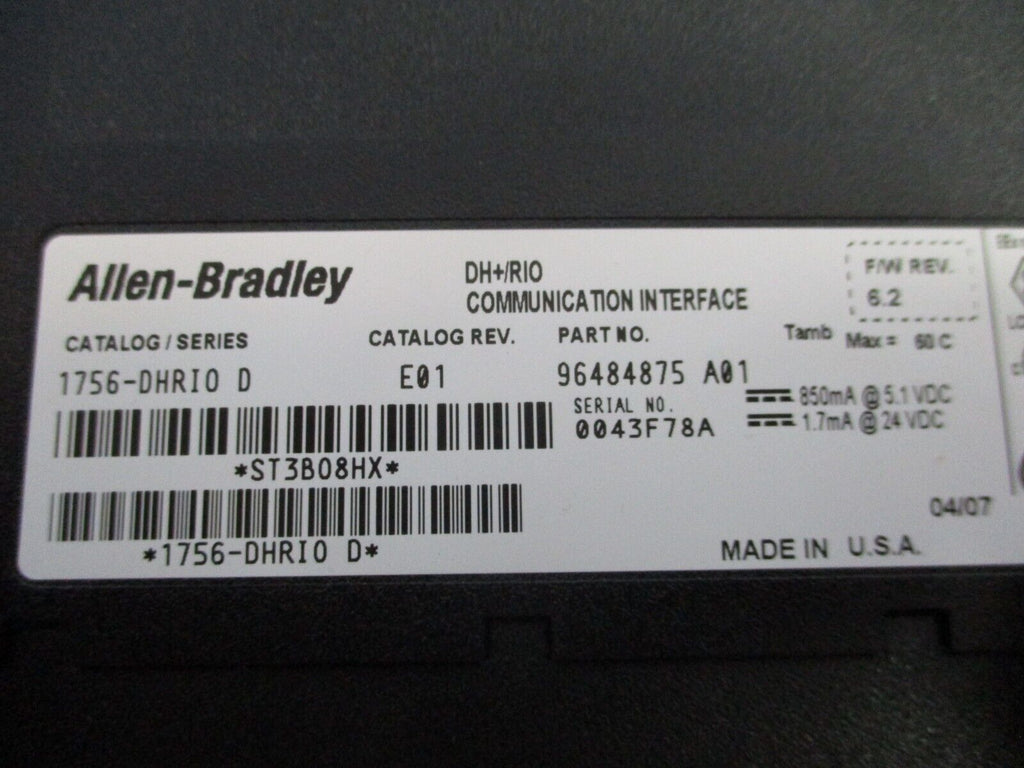 Allen-Bradley
DH+/RIO
COMMUNICATION INTERFACE
F/W REV.
6.2
CATALOG / SERIES
CATALOG REV.
PART NO.
Tamb Max = 60 C
1756-DHRIO D
E01
96484875 A01
SERIAL NO.
0043F78A
850mA @ 5.1 VDC
1.7mA @ 24 VDC
*ST3B08HX*
*1756-DHRIO D*
04/07
MADE IN U.S.A.